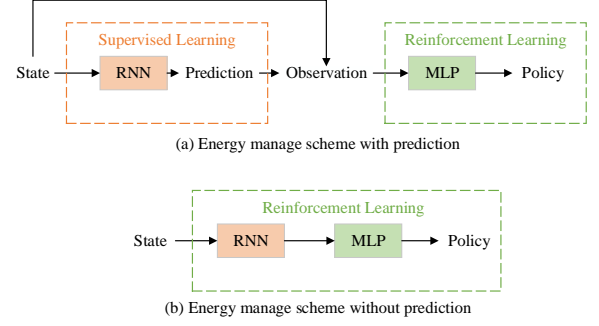 Supervised Learning
Reinforcement Learning
State
RNN
Prediction
Observation
MLP
Policy
(a) Energy manage scheme with prediction
Reinforcement Learning
State
RNN
MLP
Policy
(b) Energy manage scheme without prediction